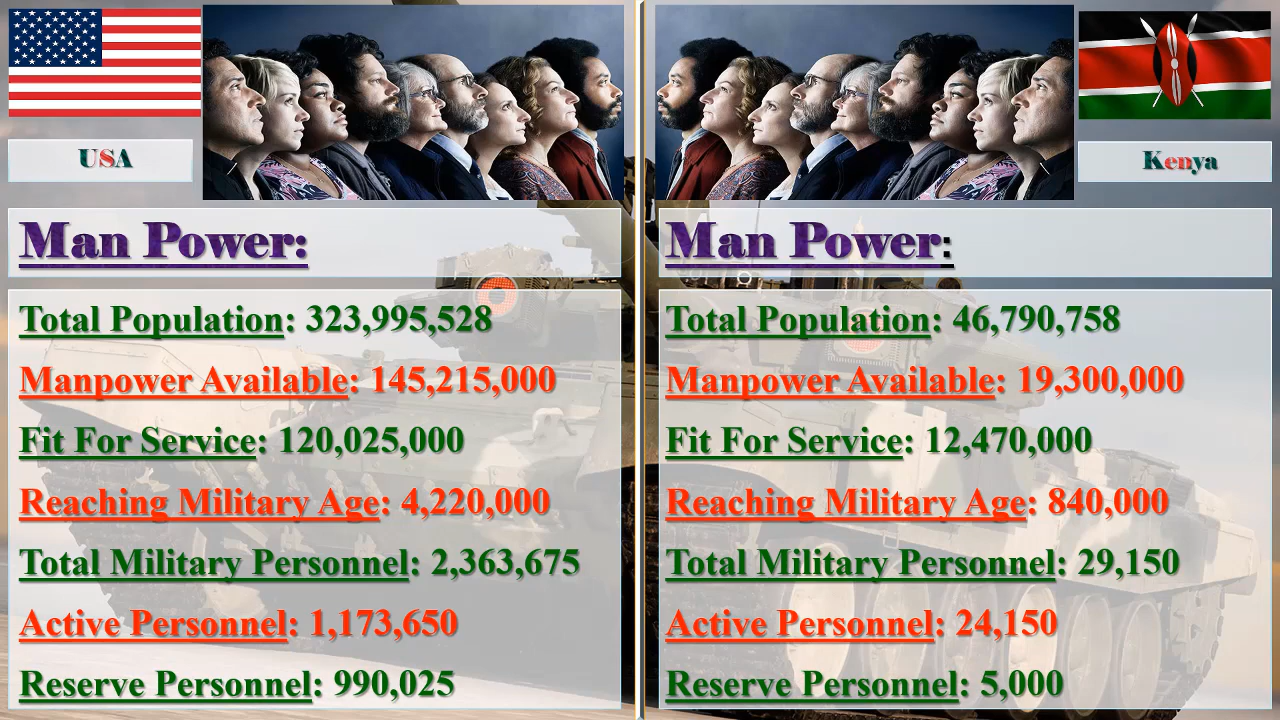 USA
Man Power:
Total Population: 323,995,528
Manpower Available: 145,215,000
Fit For Service: 120,025,000
Reaching Military Age: 4,220,000
Total Military Personnel: 2,363,675
Active Personnel: 1,173,650
Reserve Personnel: 990,025
Kenya
Man Power:
Total Population: 46,790,758
Manpower Available: 19,300,000
Fit For Service: 12,470,000
Reaching Military Age: 840,000
Total Military Personnel: 29,150
Active Personnel: 24,150
Reserve Personnel: 5,000